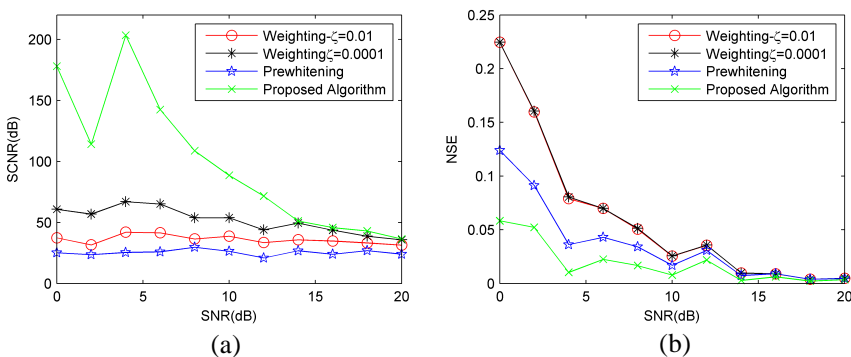 200
150
100
50
0
SCNR(dB)
0 5 10 15 20
SNR(dB)
Weighting-ζ=0.01
Weightingζ=0.0001
Prewhitening
Proposed Algorithm
(a)
0.25
0.2
0.15
0.1
0.05
0
NSE
0 5 10 15 20
SNR(dB)
Weighting-ζ=0.01
Weightingζ=0.0001
Prewhitening
Proposed Algorithm
(b)